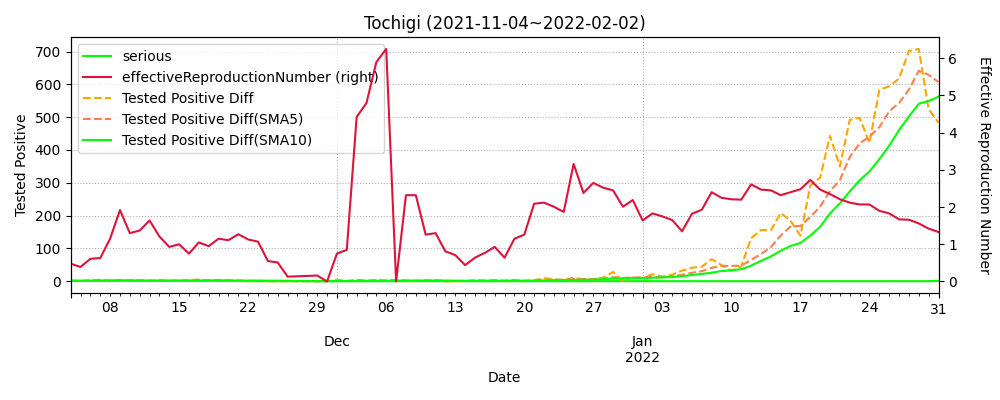 Tochigi (2021-11-04~2022-02-02)
serious
effectiveReproductionNumber (right)
Tested Positive Diff
Tested Positive Diff(SMA5)
Tested Positive Diff(SMA10)
Tested Positive
700
600
500
400
300
200
100
0
6
5
4
3
2
1
0
Effective Reproduction Number
08 15 22 29 06 13 20 27 03 10 17 24 31
Dec Jan
2022
Date